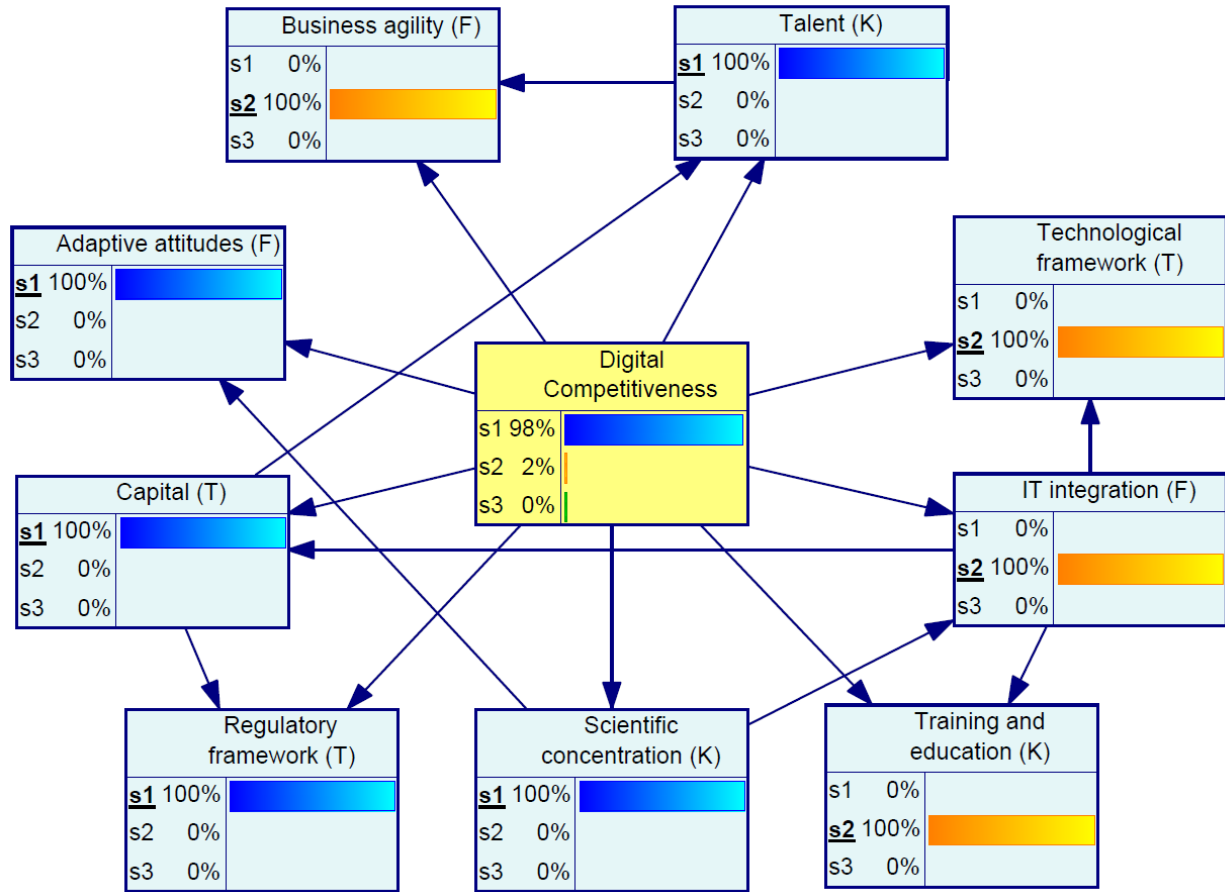 Business agility (F)
s1 0%
s2 100%
s3 0%
Talent (K)
s1 100%
s2 0%
s3 0%
Adaptive attitudes (F)
s1 100%
s2 0%
s3 0%
Technological
framework (T)
s1 0%
s2 100%
s3 0%
Digital
Competitiveness
s1 98%
s2 2%
s3 0%
Capital (T)
s1 100%
s2 0%
s3 0%
IT integration (F)
s1 0%
s2 100%
s3 0%
Regulatory
framework (T)
s1 100%
s2 0%
s3 0%
Scientific
concentration (K)
s1 100%
s2 0%
s3 0%
Training and
education (K)
s1 0%
s2 100%
s3 0%